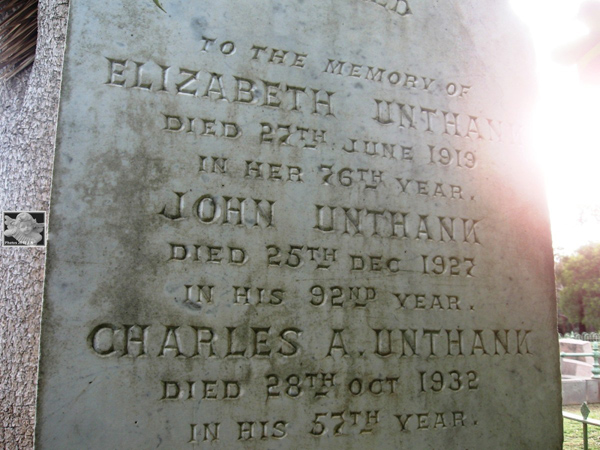 TO THE MEMORY OF
ELIZABETH UNTHANK
DIED 27TH JUNE 1919
IN HER 76TH YEAR.
JOHN UNTHANK
DIED 25TH DEC 1927
IN HIS 92ND YEAR.
CHARLES A. UNTHANK
DIED 28TH OCT 1932
IN HIS 57TH YEAR.